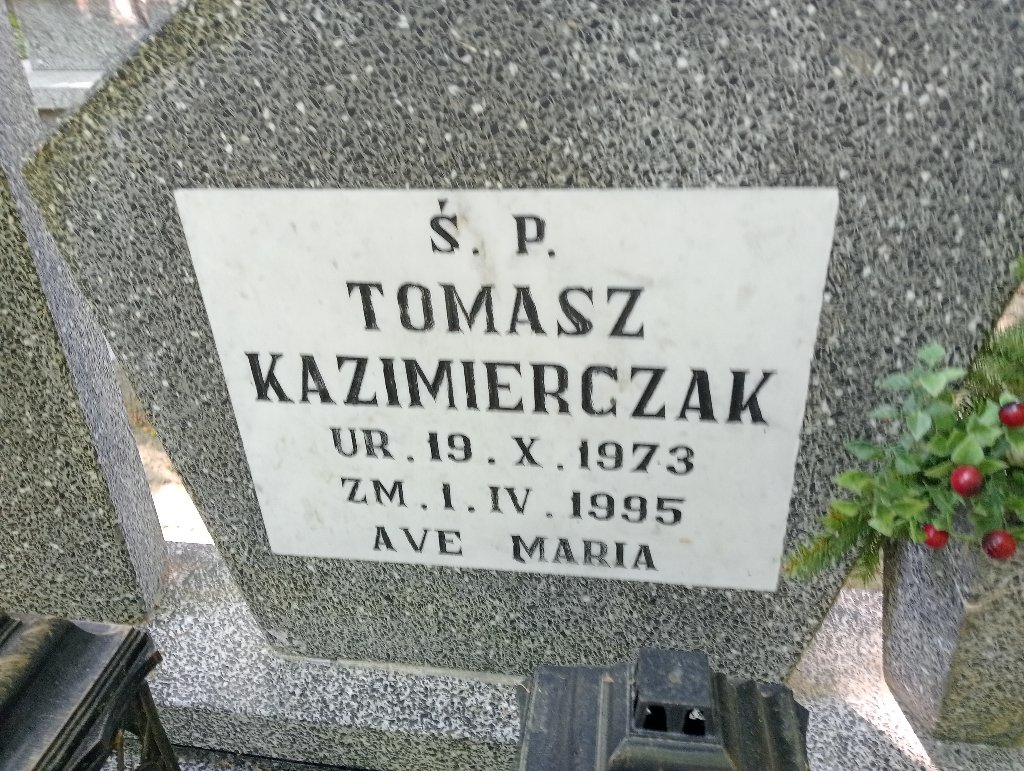 Ś. P.
TOMASZ
KAZIMIERCZAK
UR. 19. X. 1973
ZM. 1. IV. 1995
AVE MARIA